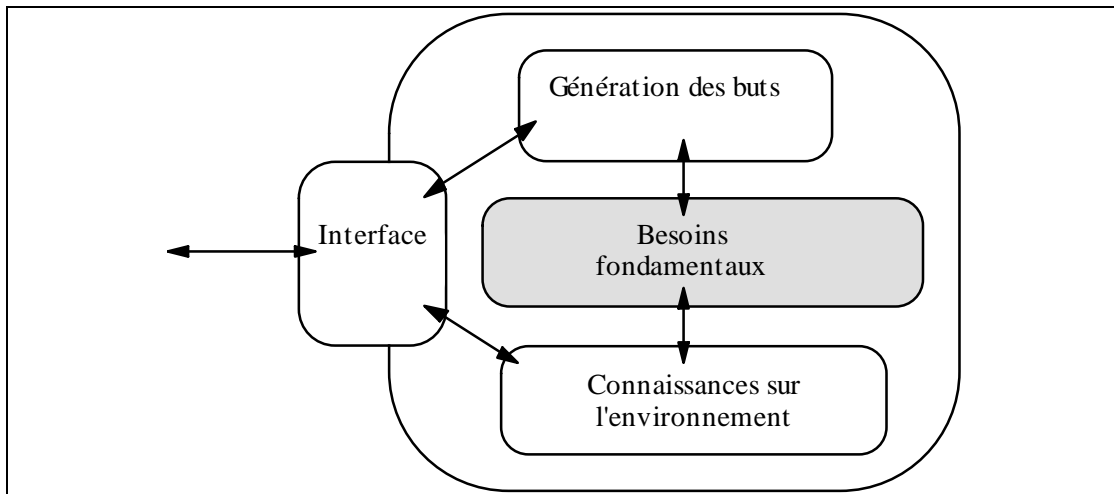 Génération des buts
Interface
Besoins
fondamentaux
Connaissances sur
l'environnement